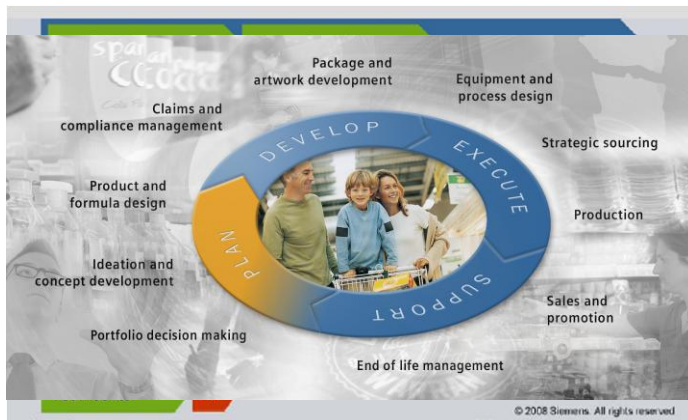 Package and
artwork development
Equipment and
process design
Claims and
compliance management
Strategic sourcing
Product and
formula design
Production
Ideation and
concept development
Sales and
promotion
Portfolio decision making
End of life management
DEVELOP
EXECUTE
SUPPORT
PLAN
© 2008 Siemens. All rights reserved